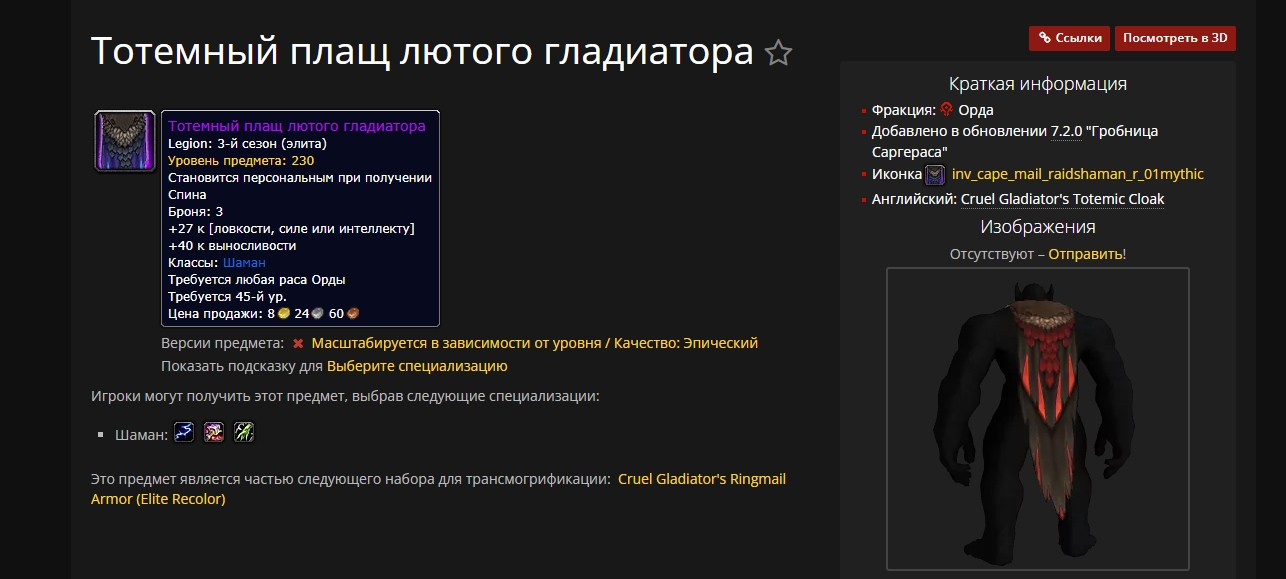 Тотемный плащ лютого гладиатора
Тотемный плащ лютого гладиатора
Legion: 3-й сезон (элита)
Уровень предмета: 230
Становится персональным при получении
Спина
Броня: 3
+27 к [ловкости, силе или интеллекту]
+40 к выносливости
Классы: Шаман
Требуется любая раса Орды
Требуется 45-й ур.
Цена продажи: 8 24 60
Версии предмета: Масштабируется в зависимости от уровня / Качество: Эпический
Показать подсказку для Выберите специализацию
Игроки могут получить этот предмет, выбрав следующие специализации:
Шаман:
Это предмет является частью следующего набора для трансмогрификации: Cruel Gladiator's Ringmail
Armor (Elite Recolor)
Ссылки
Посмотреть в 3D
Краткая информация
Фракция: Орда
Добавлено в обновлении 7.2.0 "Гробница
Саргераса"
Иконка inv_cape_mail_raidshaman_r_01mythic
Английский: Cruel Gladiator's Totemic Cloak
Изображения
Отсутствуют – Отправить!